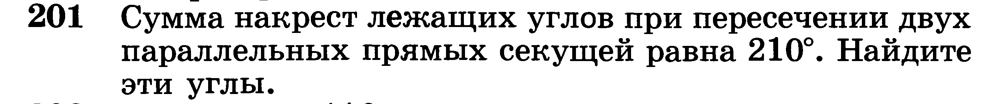 201 Сумма накрест лежащих углов при пересечении двух
параллельных прямых секущей равна 210°. Найдите
эти углы.